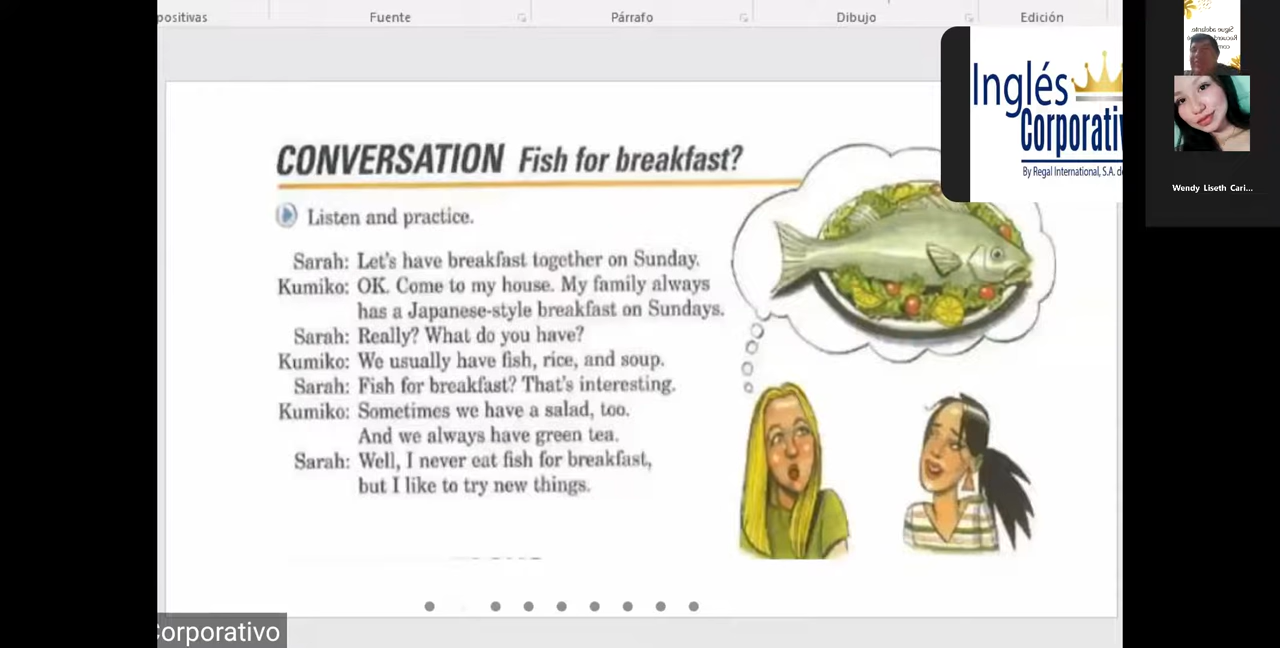 Fuente
Párrafo
Dibujo
Edición
Inglés
By Regal International, S.A.
CONVERSATION Fish for breakfast?
Listen and practice.
Sarah: Let's have breakfast together on Sunday.
Kumiko: OK. Come to my house. My family always
has a Japanese-style breakfast on Sundays.
Sarah: Really? What do you have?
Kumiko: We usually have fish, rice, and soup.
Sarah: Fish for breakfast? That's interesting.
Kumiko: Sometimes we have a salad, too.
And we always have green tea.
Sarah: Well, I never eat fish for breakfast,
but I like to try new things.
Wendy Liseth Cari...